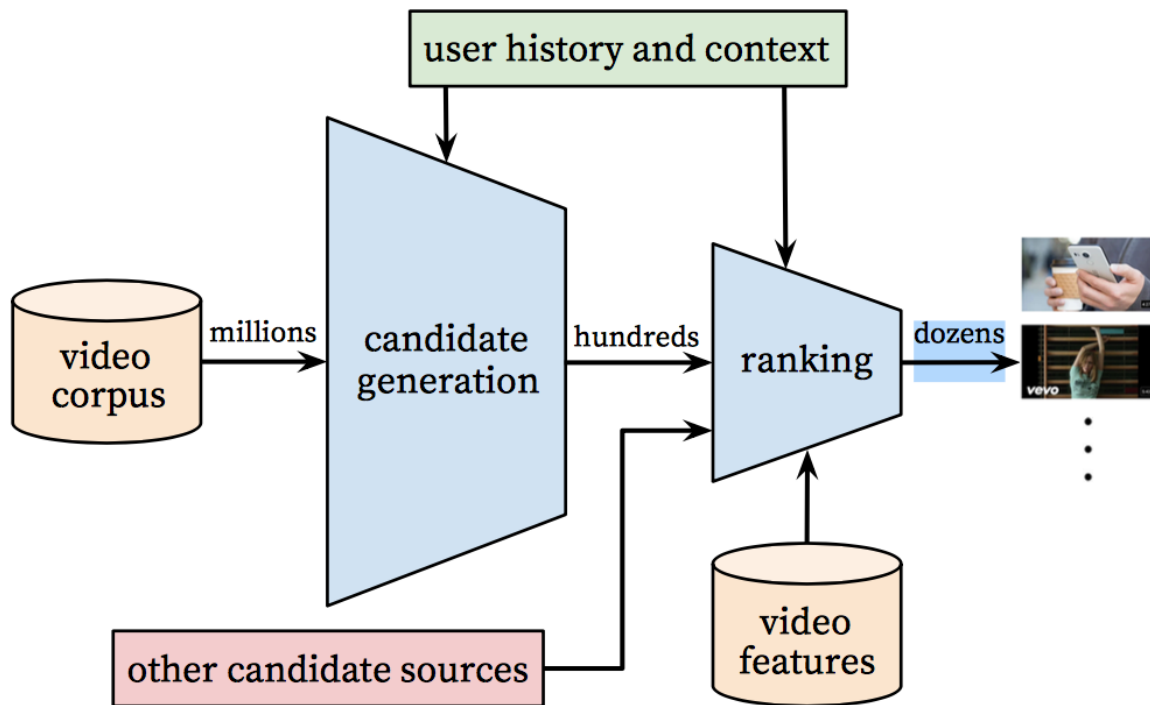 user history and context
millions
video
corpus
candidate
generation
hundreds
ranking
dozens
vevo
other candidate sources
video
features